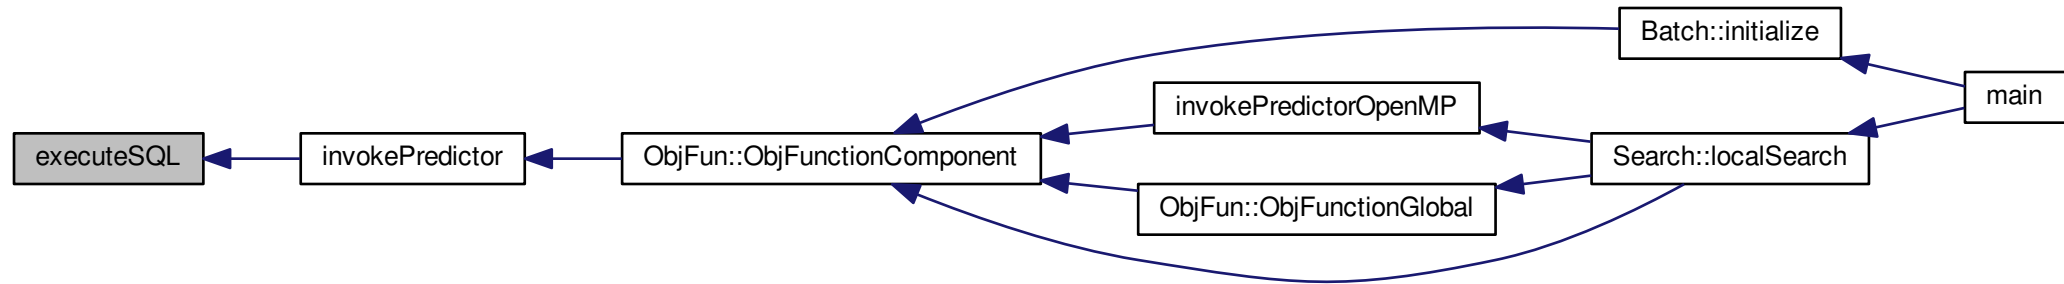 Batch::initialize
main
invokePredictorOpenMP
executeSQL
invokePredictor
ObjFun::ObjFunctionComponent
Search::localSearch
ObjFun::ObjFunctionGlobal